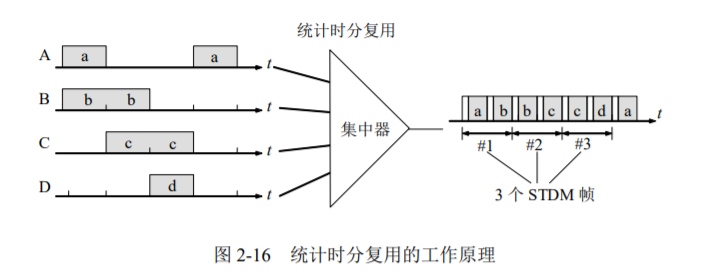 统计时分复用
A a a t
B b b t
C c c t
D d t
集中器
a b b c c d a t
#1 #2 #3
3 个 STDM 帧
图 2-16 统计时分复用的工作原理